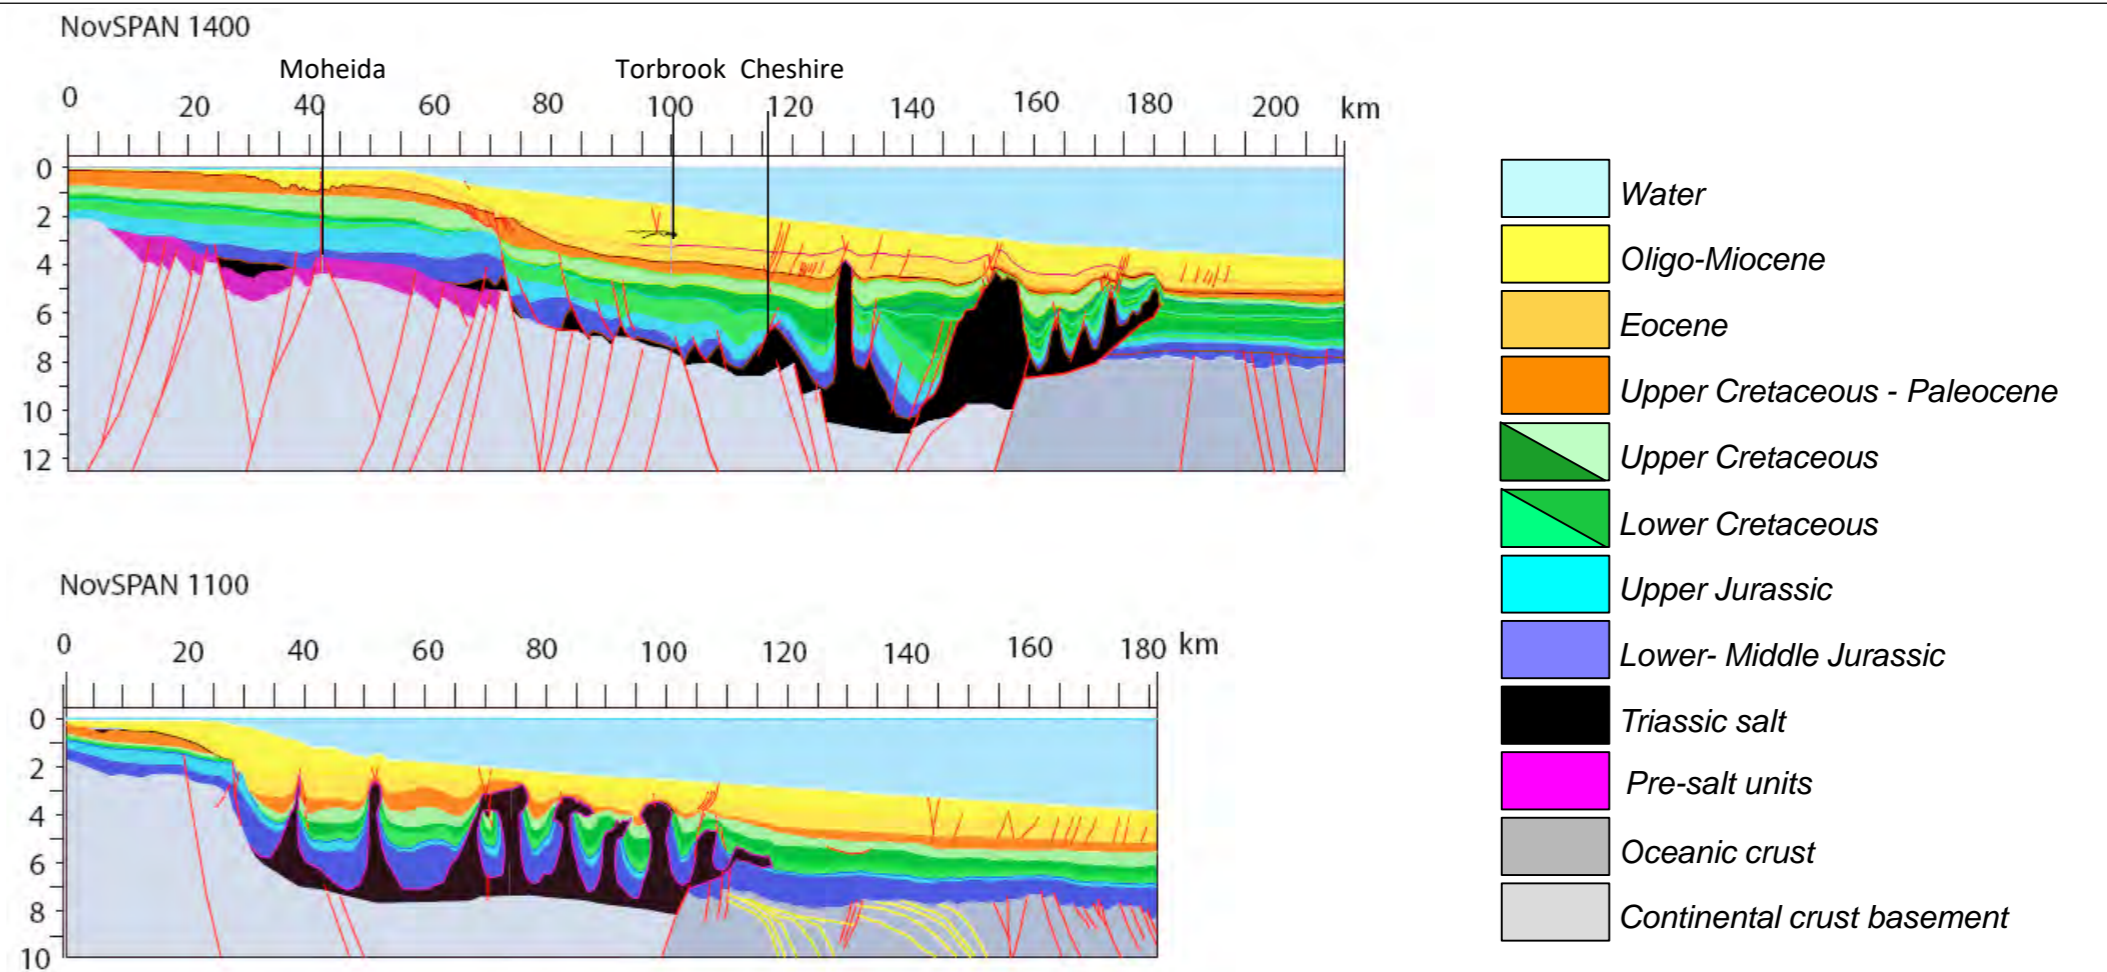 NovSPAN 1400
Moheida Torbrook Cheshire
0 20 40 60 80 100 120 140 160 180 200 km
0
2
4
6
8
10
12
NovSPAN 1100
0 20 40 60 80 100 120 140 160 180 km
0
2
4
6
8
10
Water
Oligo-Miocene
Eocene
Upper Cretaceous - Paleocene
Upper Cretaceous
Lower Cretaceous
Upper Jurassic
Lower- Middle Jurassic
Triassic salt
Pre-salt units
Oceanic crust
Continental crust basement